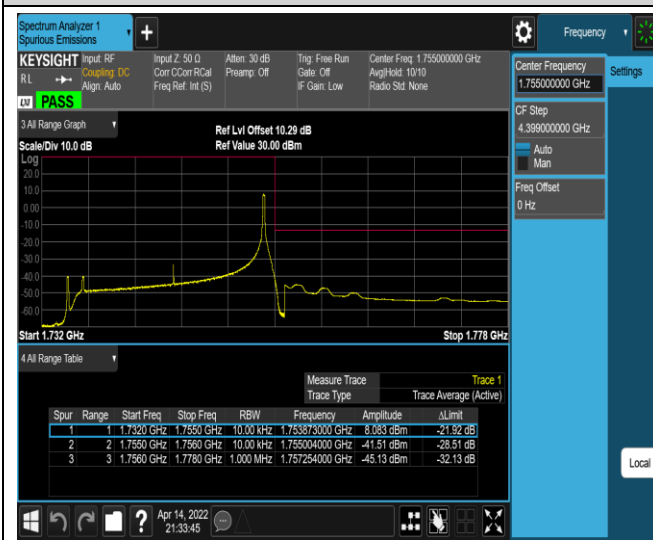 Spectrum Analyzer 1
Spurious Emissions
+
Frequency
KEYSIGHT Input: RF Input Z: 50 Ω Atten: 30 dB Trig: Free Run Center Freq: 1.755000000 GHz
RL Coupling: DC Corr CCorr RCal Preamp: Off Gate: Off Avg|Hold: 10/10
Align: Auto Freq Ref: Int (S) IF Gain: Low Radio Std: None
LXI PASS
Center Frequency
1.755000000 GHz
Settings
CF Step
4.399000000 GHz
Auto
Man
Freq Offset
0 Hz
3 All Range Graph
Ref Lvl Offset 10.29 dB
Scale/Div 10.0 dB Ref Value 30.00 dBm
Log
20.0
10.0
0.00
-10.0
-20.0
-30.0
-40.0
-50.0
-60.0
Start 1.732 GHz Stop 1.778 GHz
4 All Range Table
Measure Trace Trace 1
Trace Type Trace Average (Active)
Spur Range Start Freq Stop Freq RBW Frequency Amplitude ΔLimit
1 1 1.7320 GHz 1.7550 GHz 10.00 kHz 1.753873000 GHz 8.083 dBm -21.92 dB
2 2 1.7550 GHz 1.7560 GHz 10.00 kHz 1.755004000 GHz -41.51 dBm -28.51 dB
3 3 1.7560 GHz 1.7780 GHz 1.000 MHz 1.757254000 GHz -45.13 dBm -32.13 dB
Local
? Apr 14, 2022
21:33:45